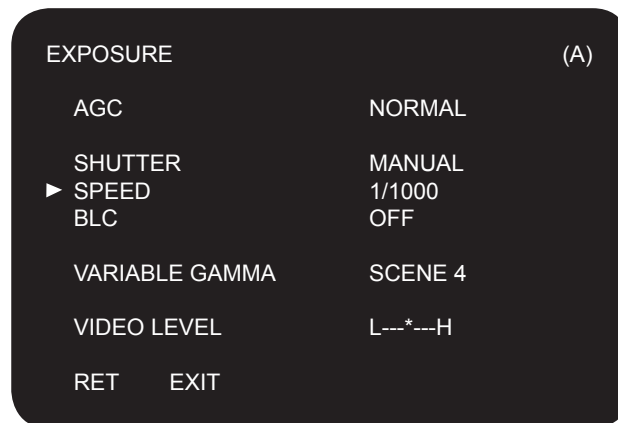 EXPOSURE (A)
AGC NORMAL
SHUTTER MANUAL
SPEED 1/1000
BLC OFF
VARIABLE GAMMA SCENE 4
VIDEO LEVEL L---*---H
RET EXIT